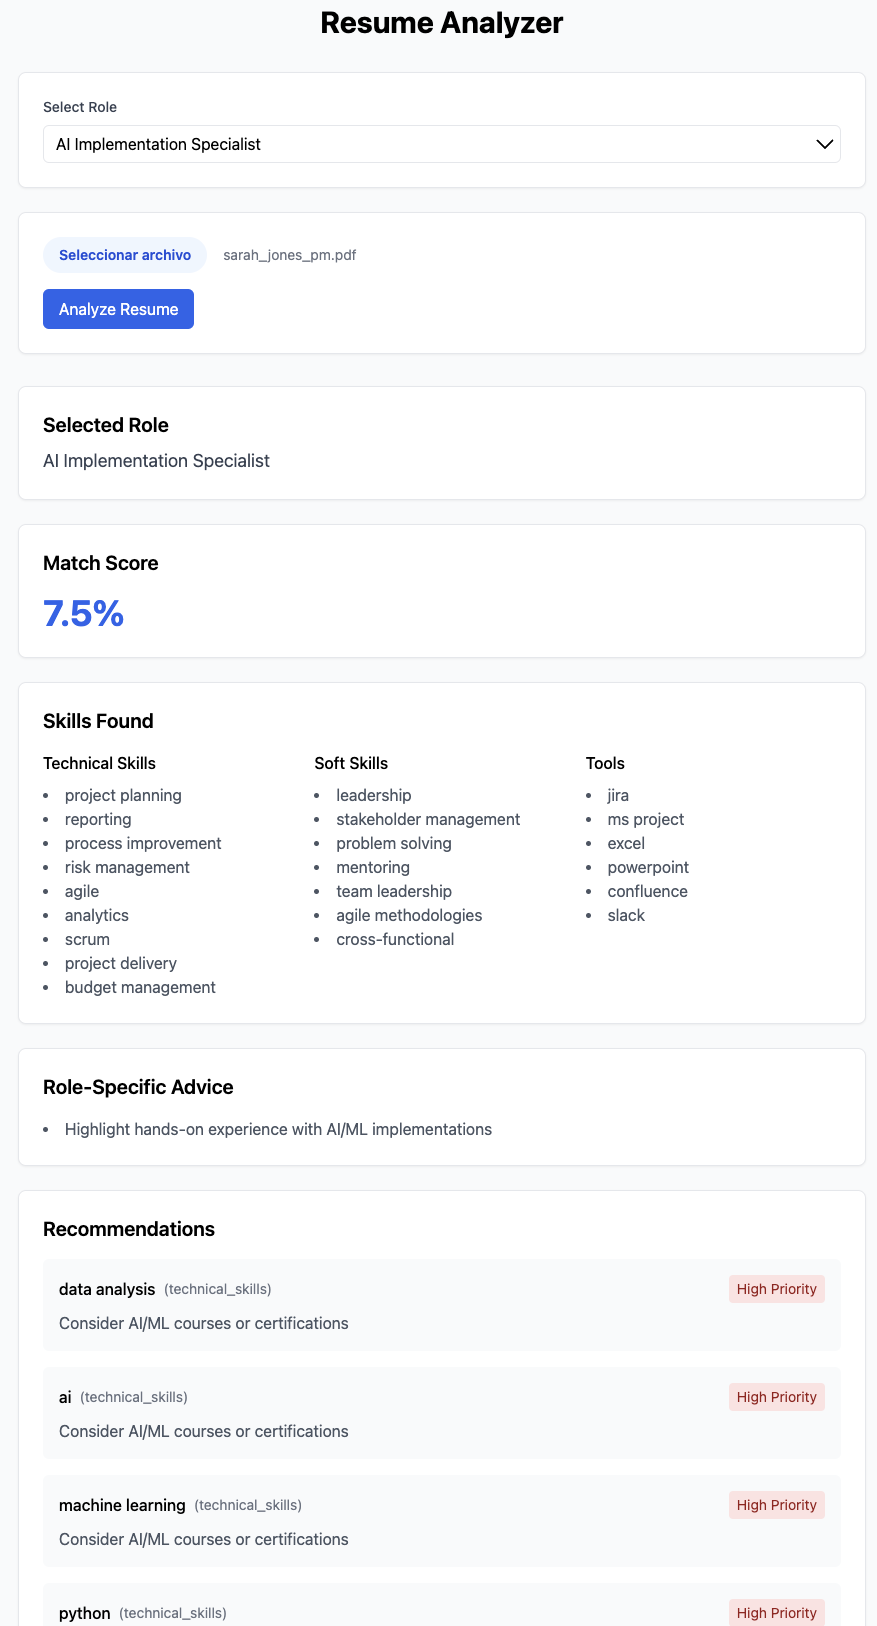 Resume Analyzer
Select Role
AI Implementation Specialist
Seleccionar archivo sarah_jones_pm.pdf
Analyze Resume
Selected Role
AI Implementation Specialist
Match Score
7.5%
Skills Found
Technical Skills
project planning
reporting
process improvement
risk management
agile
analytics
scrum
project delivery
budget management
Soft Skills
leadership
stakeholder management
problem solving
mentoring
team leadership
agile methodologies
cross-functional
Tools
jira
ms project
excel
powerpoint
confluence
slack
Role-Specific Advice
Highlight hands-on experience with AI/ML implementations
Recommendations
data analysis (technical_skills) High Priority
Consider AI/ML courses or certifications
ai (technical_skills) High Priority
Consider AI/ML courses or certifications
machine learning (technical_skills) High Priority
Consider AI/ML courses or certifications
python (technical_skills) High Priority